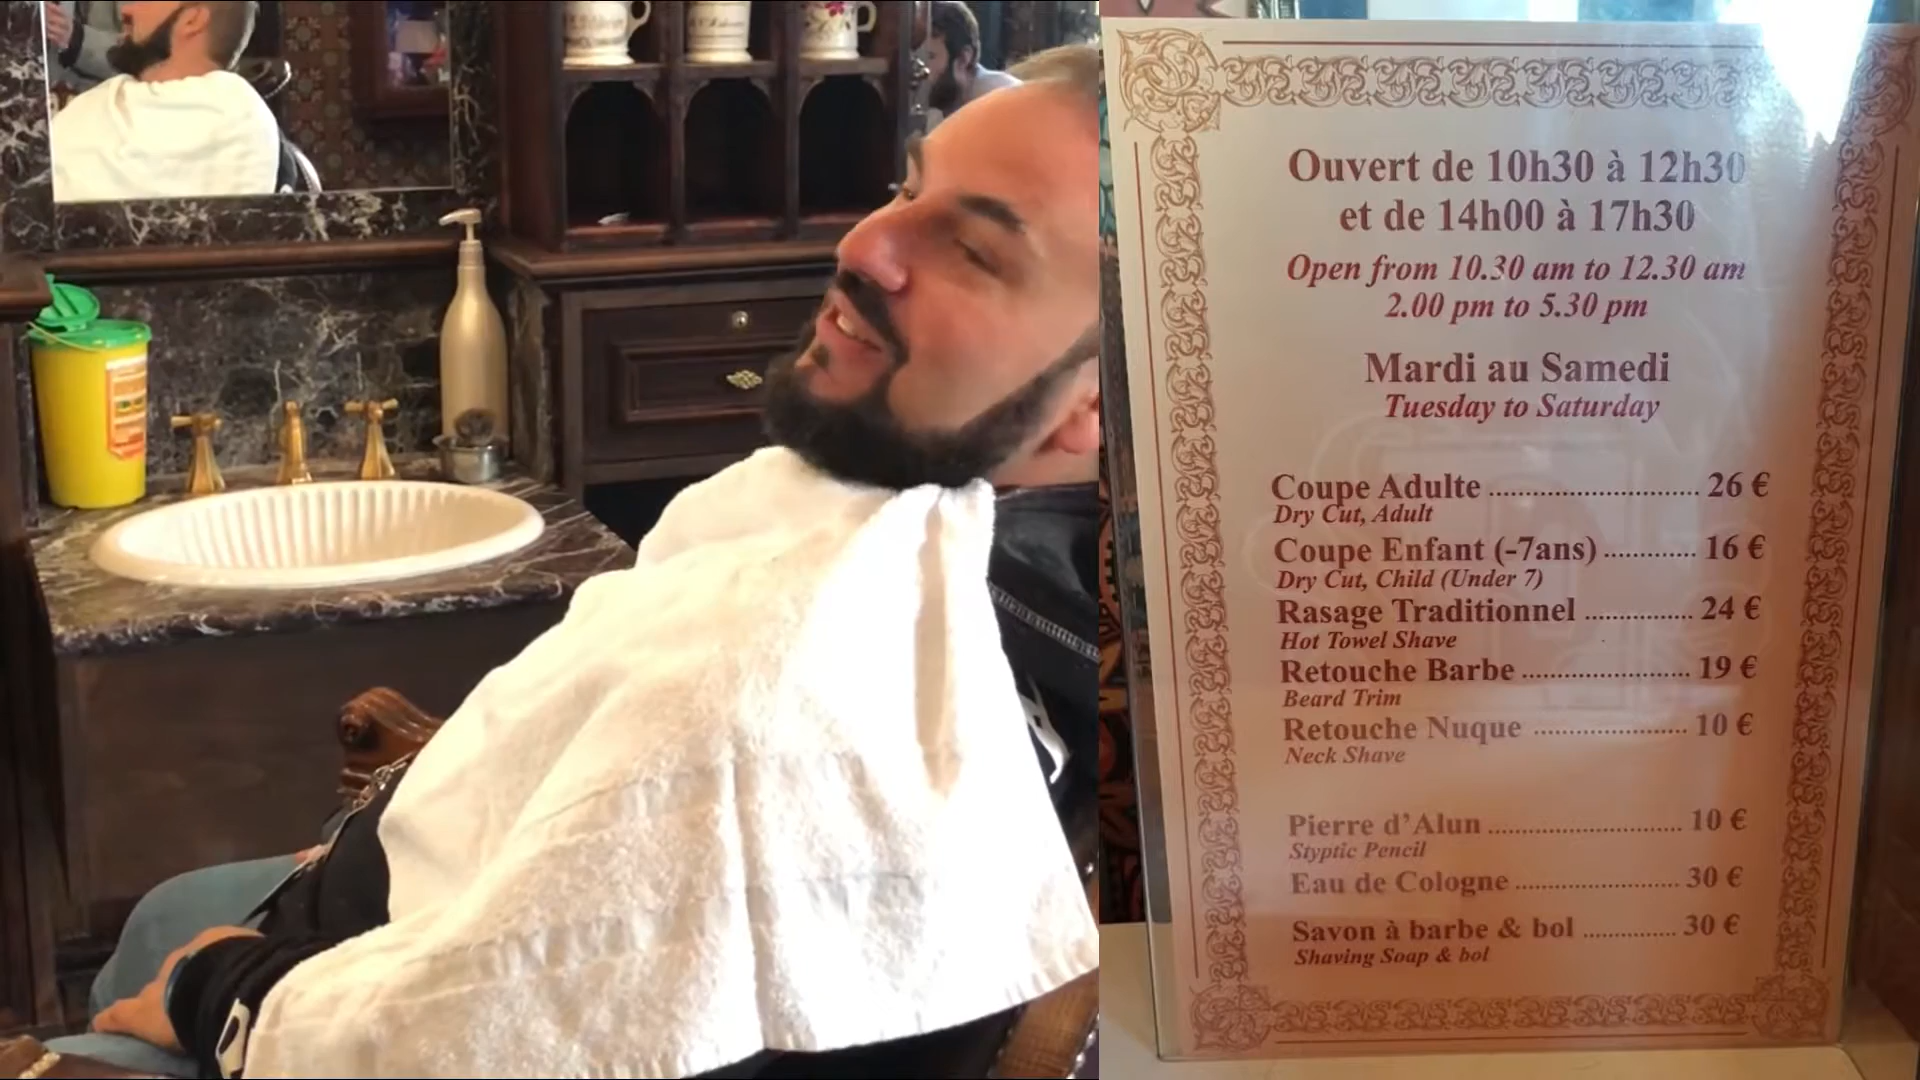 Ouvert de 10h30 à 12h30
et de 14h00 à 17h30
Open from 10.30 am to 12.30 am
2.00 pm to 5.30 pm
Mardi au Samedi
Tuesday to Saturday
Coupe Adulte ........................ 26 €
Dry Cut, Adult
Coupe Enfant (-7ans) ............ 16 €
Dry Cut, Child (Under 7)
Rasage Traditionnel ............... 24 €
Hot Towel Shave
Retouche Barbe ..................... 19 €
Beard Trim
Retouche Nuque ................... 10 €
Neck Shave
Pierre d'Alun ........................ 10 €
Styptic Pencil
Eau de Cologne .................... 30 €
Savon à barbe & bol ............ 30 €
Shaving Soap & bol